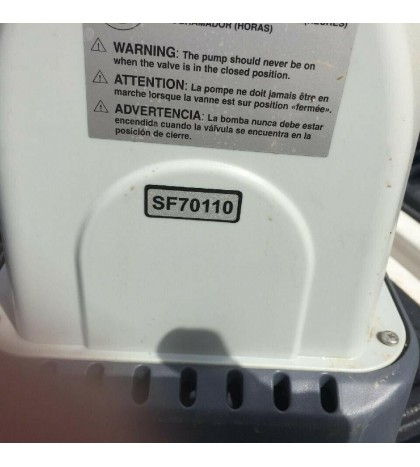 (HORAS)
⚠ WARNING: The pump should never be on
when the valve is in the closed position.
⚠ ATTENTION: La pompe ne doit jamais être en
marche lorsque la vanne est sur position «fermée».
⚠ ADVERTENCIA: La bomba nunca debe estar
encendida cuando la válvula se encuentra en la
posición de cierre.
SF70110